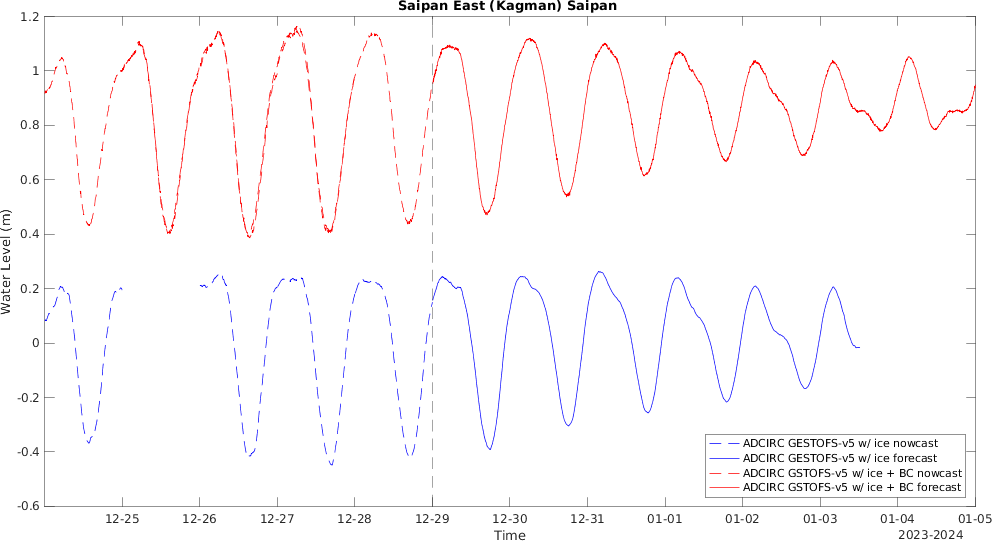 Saipan East (Kagman) Saipan
Water Level (m)
1.2
1
0.8
0.6
0.4
0.2
0
-0.2
-0.4
-0.6
12-25 12-26 12-27 12-28 12-29 12-30 12-31 01-01 01-02 01-03 01-04 01-05
Time
2023-2024
ADCIRC GESTOFS-v5 w/ ice nowcast
ADCIRC GESTOFS-v5 w/ ice forecast
ADCIRC GSTOFS-v5 w/ ice + BC nowcast
ADCIRC GSTOFS-v5 w/ ice + BC forecast